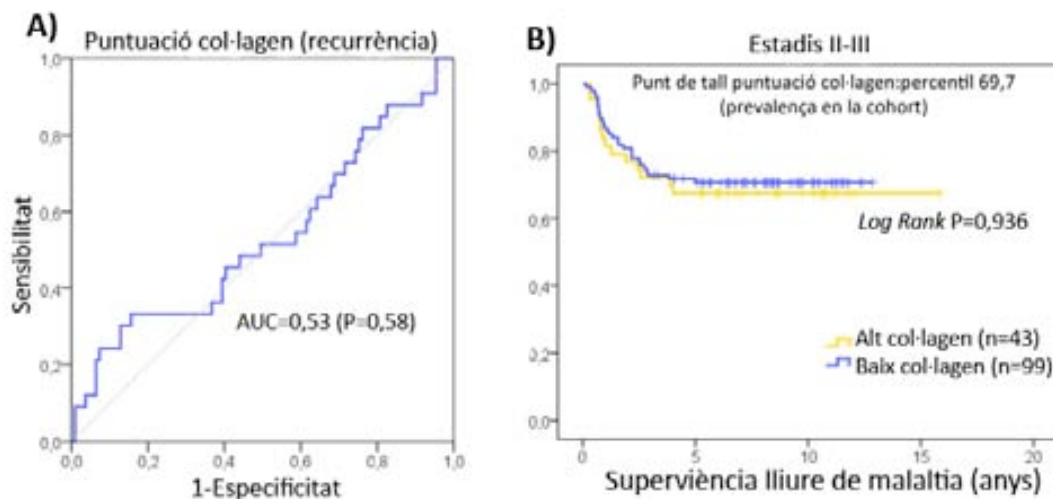 A)
Puntuació col·lagen (recurrència)
1,0
0,8
0,6
0,4
0,2
0,0
Sensibilitat
AUC=0,53 (P=0,58)
0,0 0,2 0,4 0,6 0,8 1,0
1-Especificitat
B)
Estadis II-III
Punt de tall puntuació col·lagen:percentil 69,7
(prevalença en la cohort)
1,0
0,8
0,6
0,4
0,2
0,0
Log Rank P=0,936
Alt col·lagen (n=43)
Baix col·lagen (n=99)
0 5 10 15 20
Superviència lliure de malaltia (anys)